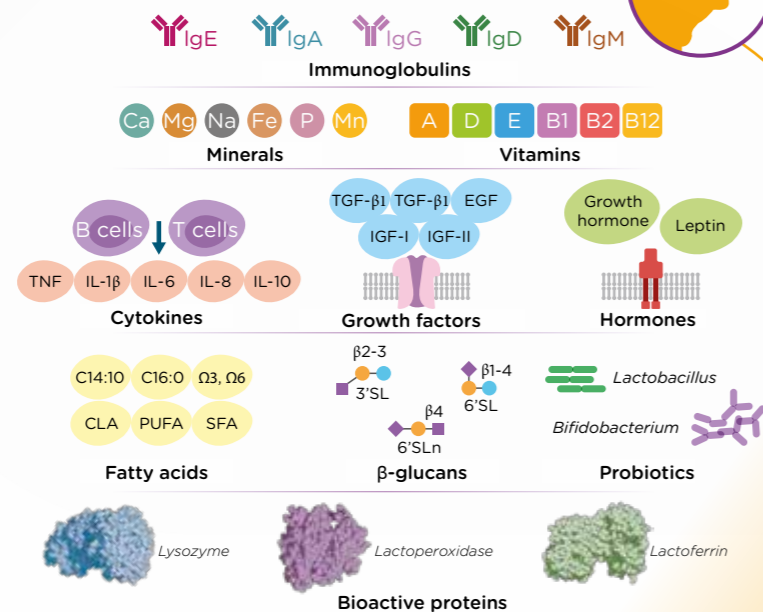 IgE IgA IgG IgD IgM
Immunoglobulins
Ca Mg Na Fe P Mn
A D E B1 B2 B12
Minerals
Vitamins
B cells T cells
TNF IL-1β IL-6 IL-8 IL-10
Cytokines
TGF-β1 TGF-β1 EGF
IGF-I IGF-II
Growth factors
Growth
hormone
Leptin
Hormones
C14:10 C16:0 Ω3, Ω6
CLA PUFA SFA
Fatty acids
β2-3
3'SL
β1-4
6'SL
β4
6'SLn
β-glucans
Lactobacillus
Bifidobacterium
Probiotics
Lysozyme
Lactoperoxidase
Lactoferrin
Bioactive proteins